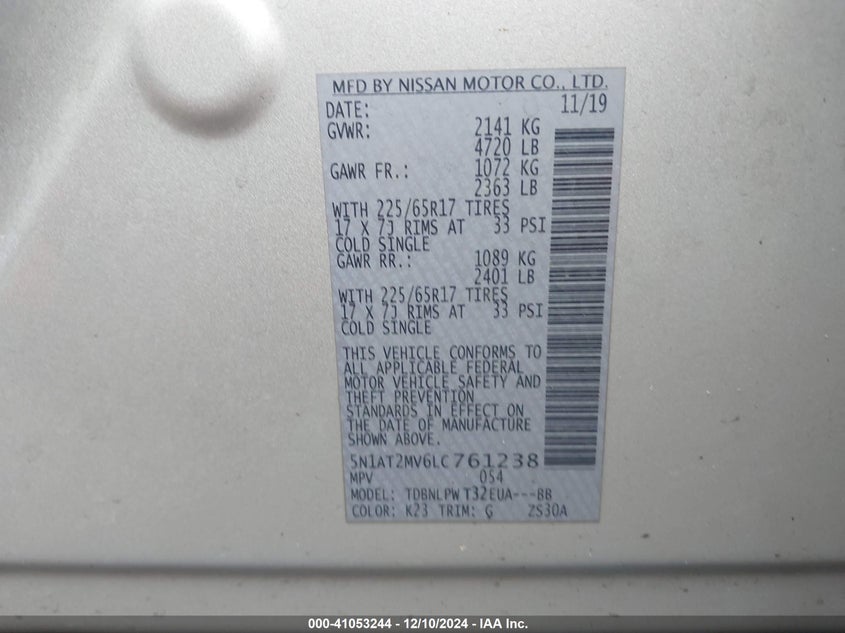 MFD BY NISSAN MOTOR CO., LTD.
DATE: 11/19
GVWR: 2141 KG
4720 LB
GAWR FR.: 1072 KG
2363 LB
WITH 225/65R17 TIRES
17 X 7J RIMS AT 33 PSI
COLD SINGLE
GAWR RR.: 1089 KG
2401 LB
WITH 225/65R17 TIRES
17 X 7J RIMS AT 33 PSI
COLD SINGLE
THIS VEHICLE CONFORMS TO
ALL APPLICABLE FEDERAL
MOTOR VEHICLE SAFETY AND
THEFT PREVENTION
STANDARDS IN EFFECT ON
THE DATE OF MANUFACTURE
SHOWN ABOVE.
5N1AT2MV6LC761238
MPV 0S4
MODEL: TDBNLPW T32EUA---BB
COLOR: K23 TRIM: G ZS30A
000-41053244 - 12/10/2024 - IAA Inc.